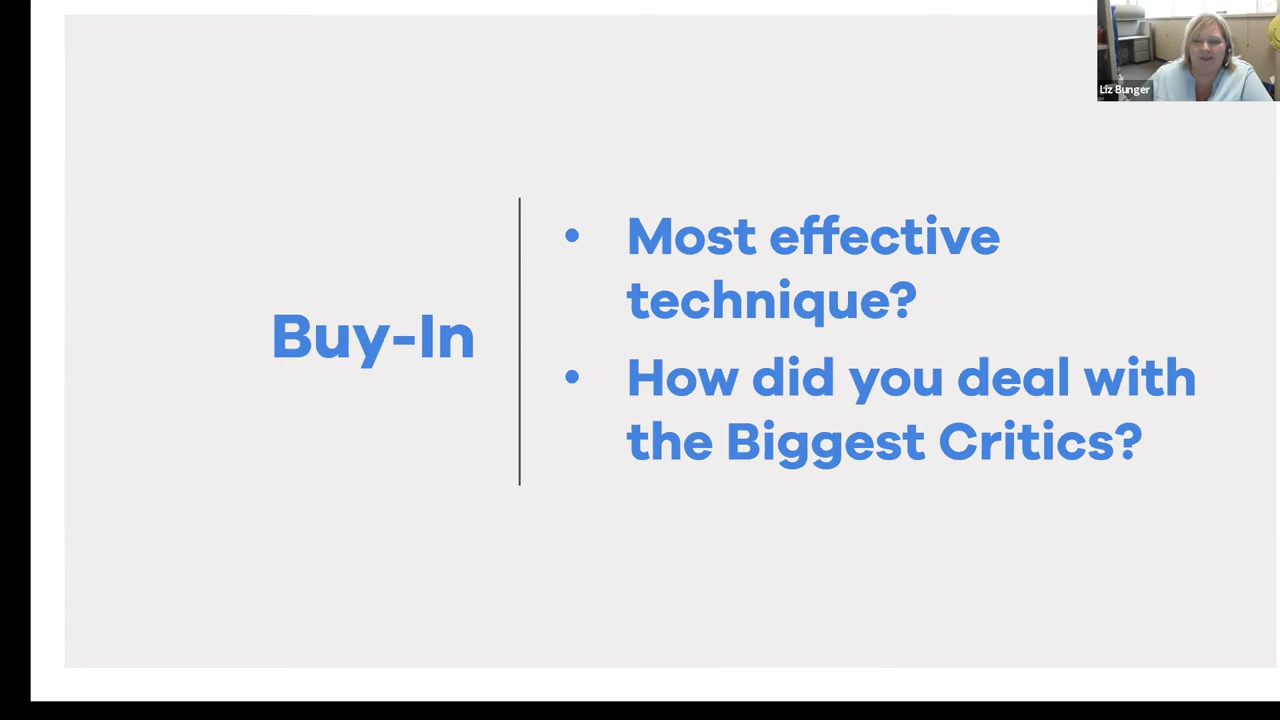 Liz Bunger
Buy-In
• Most effective
technique?
• How did you deal with
the Biggest Critics?